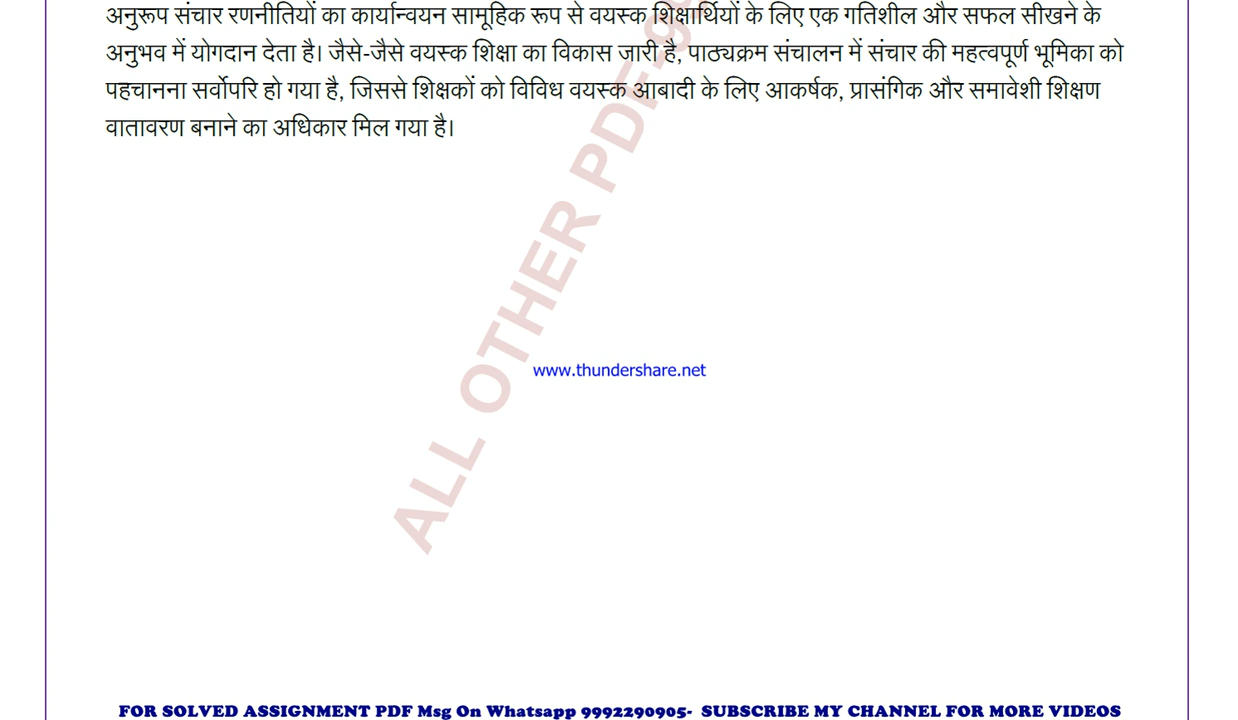 अनुरूप संचार रणनीतियों का कार्यान्वयन सामूहिक रूप से वयस्क शिक्षार्थियों के लिए एक गतिशील और सफल सीखने के
अनुभव में योगदान देता है। जैसे-जैसे वयस्क शिक्षा का विकास जारी है, पाठ्यक्रम संचालन में संचार की महत्वपूर्ण भूमिका को
पहचानना सर्वोपरि हो गया है, जिससे शिक्षकों को विविध वयस्क आबादी के लिए आकर्षक, प्रासंगिक और समावेशी शिक्षण
वातावरण बनाने का अधिकार मिल गया है।
ALL OTHER PDF-
www.thundershare.net
FOR SOLVED ASSIGNMENT PDF Msg On Whatsapp 9992290905- SUBSCRIBE MY CHANNEL FOR MORE VIDEOS